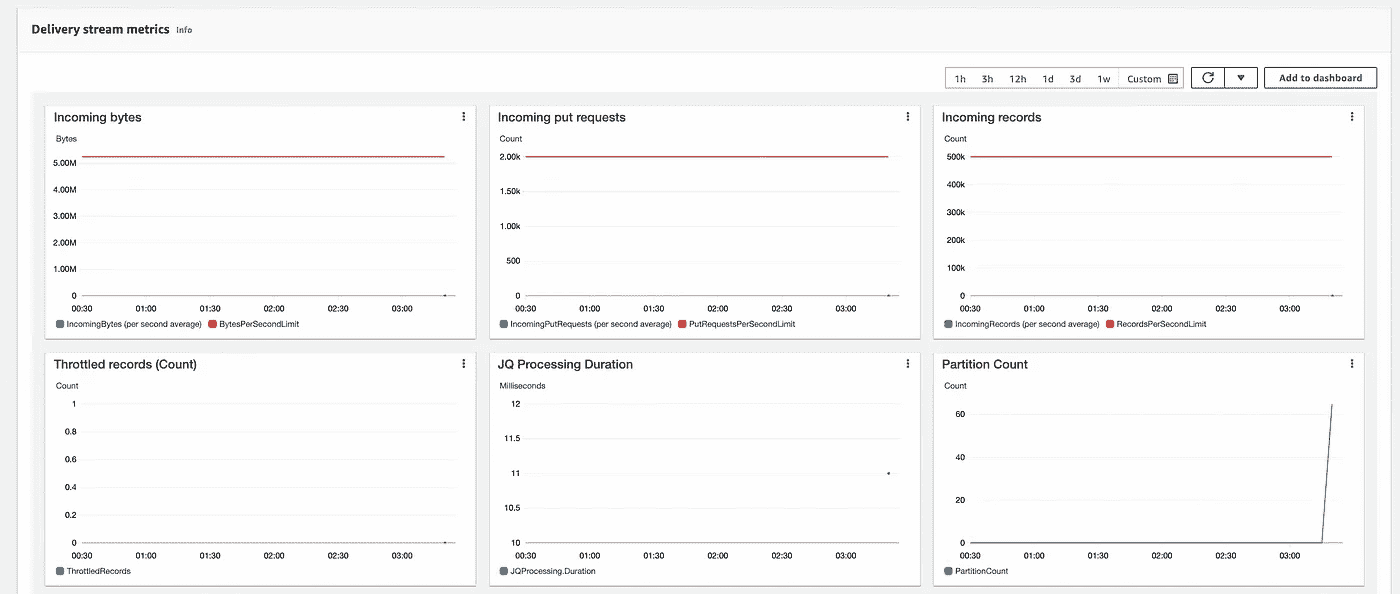 Delivery stream metrics Info
1h 3h 12h 1d 3d 1w Custom Add to dashboard
Incoming bytes
Bytes
5.00M
4.00M
3.00M
2.00M
1.00M
0
00:30 01:00 01:30 02:00 02:30 03:00
IncomingBytes (per second average) BytesPerSecondLimit
Incoming put requests
Count
2.00k
1.50k
1.00k
500
0
00:30 01:00 01:30 02:00 02:30 03:00
IncomingPutRequests (per second average) PutRequestsPerSecondLimit
Incoming records
Count
500k
400k
300k
200k
100k
0
00:30 01:00 01:30 02:00 02:30 03:00
IncomingRecords (per second average) RecordsPerSecondLimit
Throttled records (Count)
Count
1
0.8
0.6
0.4
0.2
0
00:30 01:00 01:30 02:00 02:30 03:00
ThrottledRecords
JQ Processing Duration
Milliseconds
12
11.5
11
10.5
10
00:30 01:00 01:30 02:00 02:30 03:00
JQProcessing.Duration
Partition Count
Count
60
40
20
0
00:30 01:00 01:30 02:00 02:30 03:00
PartitionCount